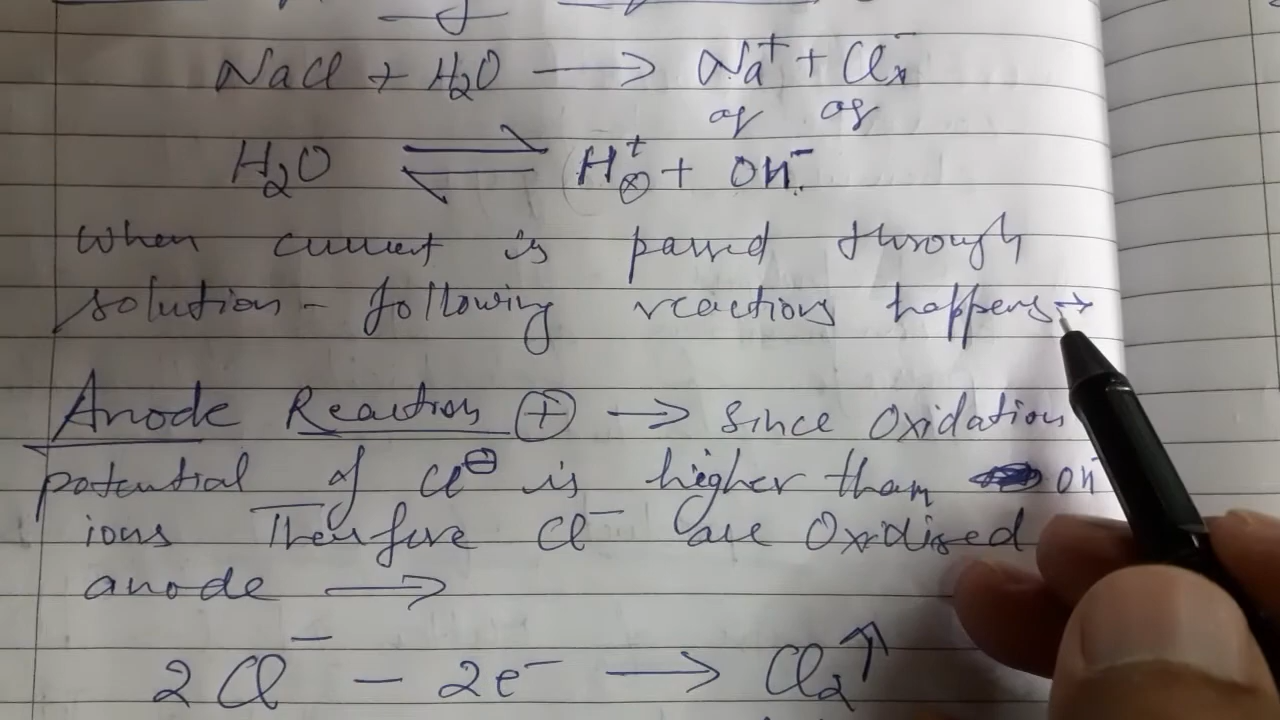 NaCl + H2O → Na+ + Cl-
aq aq
H2O ⇌ H+ + OH-
When current is passed through
solution - following reactions happens →
Anode Reaction ⊕ → Since Oxidation
potential of Cl⊖ is higher than OH-
ions Therefore Cl- are Oxidised
anode →
2Cl- - 2e- → Cl2↑